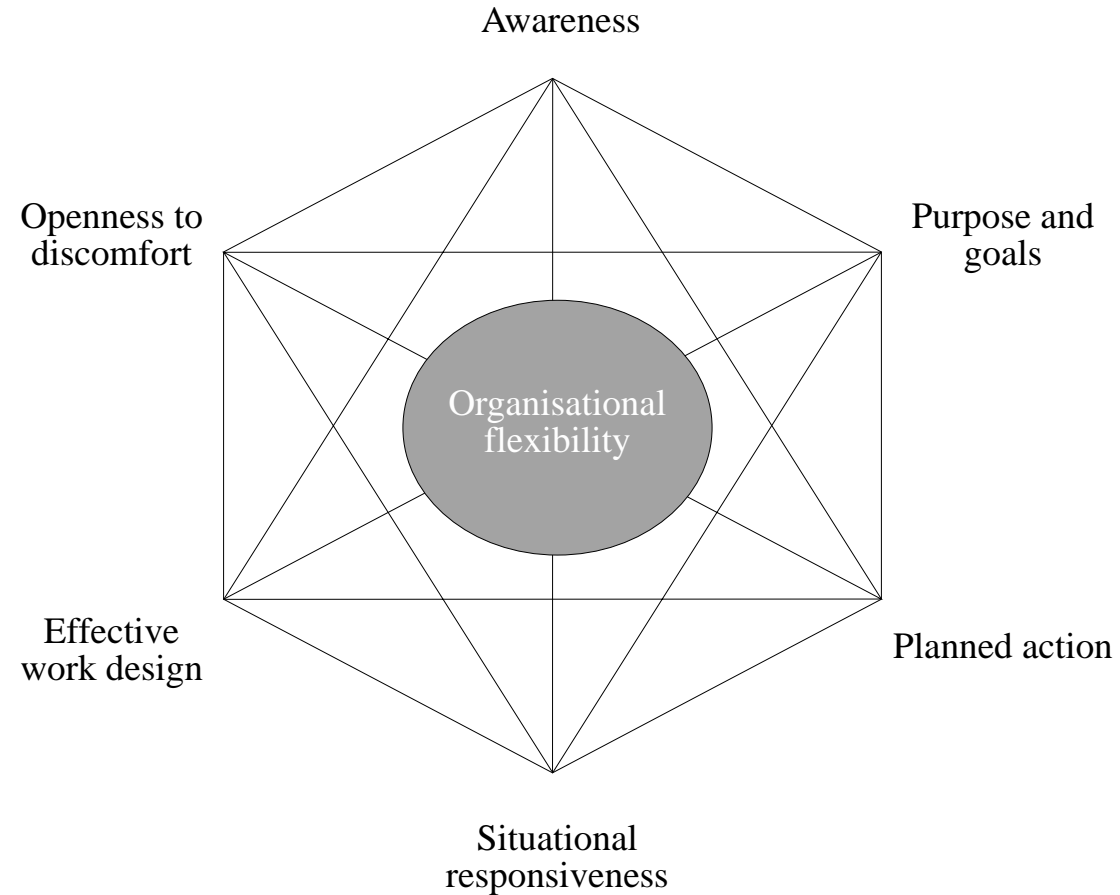 Awareness
Openness to
discomfort
Purpose and
goals
Organisational
flexibility
Effective
work design
Planned action
Situational
responsiveness